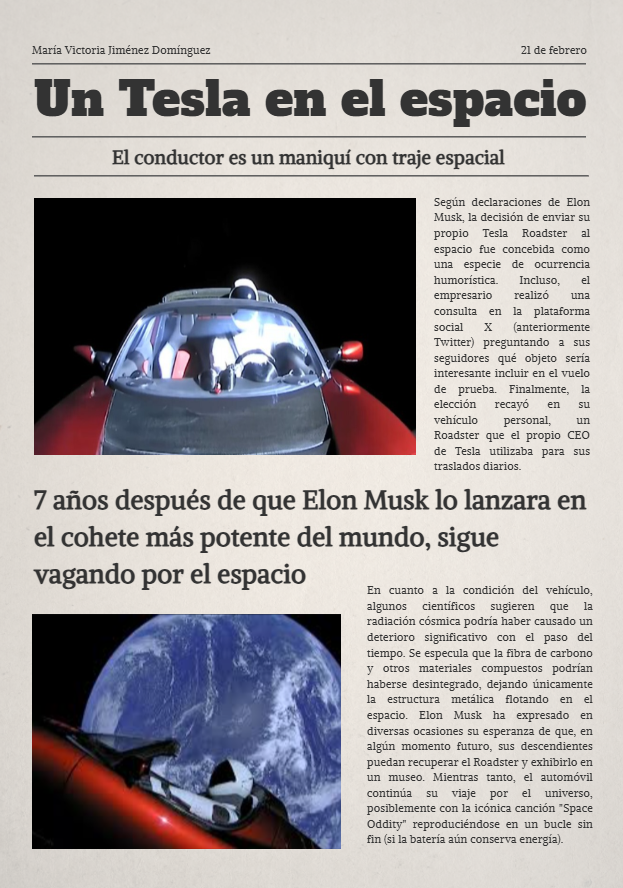 María Victoria Jiménez Domínguez
21 de febrero
Un Tesla en el espacio
El conductor es un maniquí con traje espacial
Según declaraciones de Elon
Musk, la decisión de enviar su
propio Tesla Roadster al
espacio fue concebida como
una especie de ocurrencia
humorística. Incluso, el
empresario realizó una
consulta en la plataforma
social X (anteriormente
Twitter) preguntando a sus
seguidores qué objeto sería
interesante incluir en el vuelo
de prueba. Finalmente, la
elección recayó en su
vehículo personal, un
Roadster que el propio CEO
de Tesla utilizaba para sus
traslados diarios.
7 años después de que Elon Musk lo lanzara en
el cohete más potente del mundo, sigue
vagando por el espacio
En cuanto a la condición del vehículo,
algunos científicos sugieren que la
radiación cósmica podría haber causado un
deterioro significativo con el paso del
tiempo. Se especula que la fibra de carbono
y otros materiales compuestos podrían
haberse desintegrado, dejando únicamente
la estructura metálica flotando en el
espacio. Elon Musk ha expresado en
diversas ocasiones su esperanza de que, en
algún momento futuro, sus descendientes
puedan recuperar el Roadster y exhibirlo en
un museo. Mientras tanto, el automóvil
continúa su viaje por el universo,
posiblemente con la icónica canción "Space
Oddity" reproduciéndose en un bucle sin
fin (si la batería aún conserva energía).